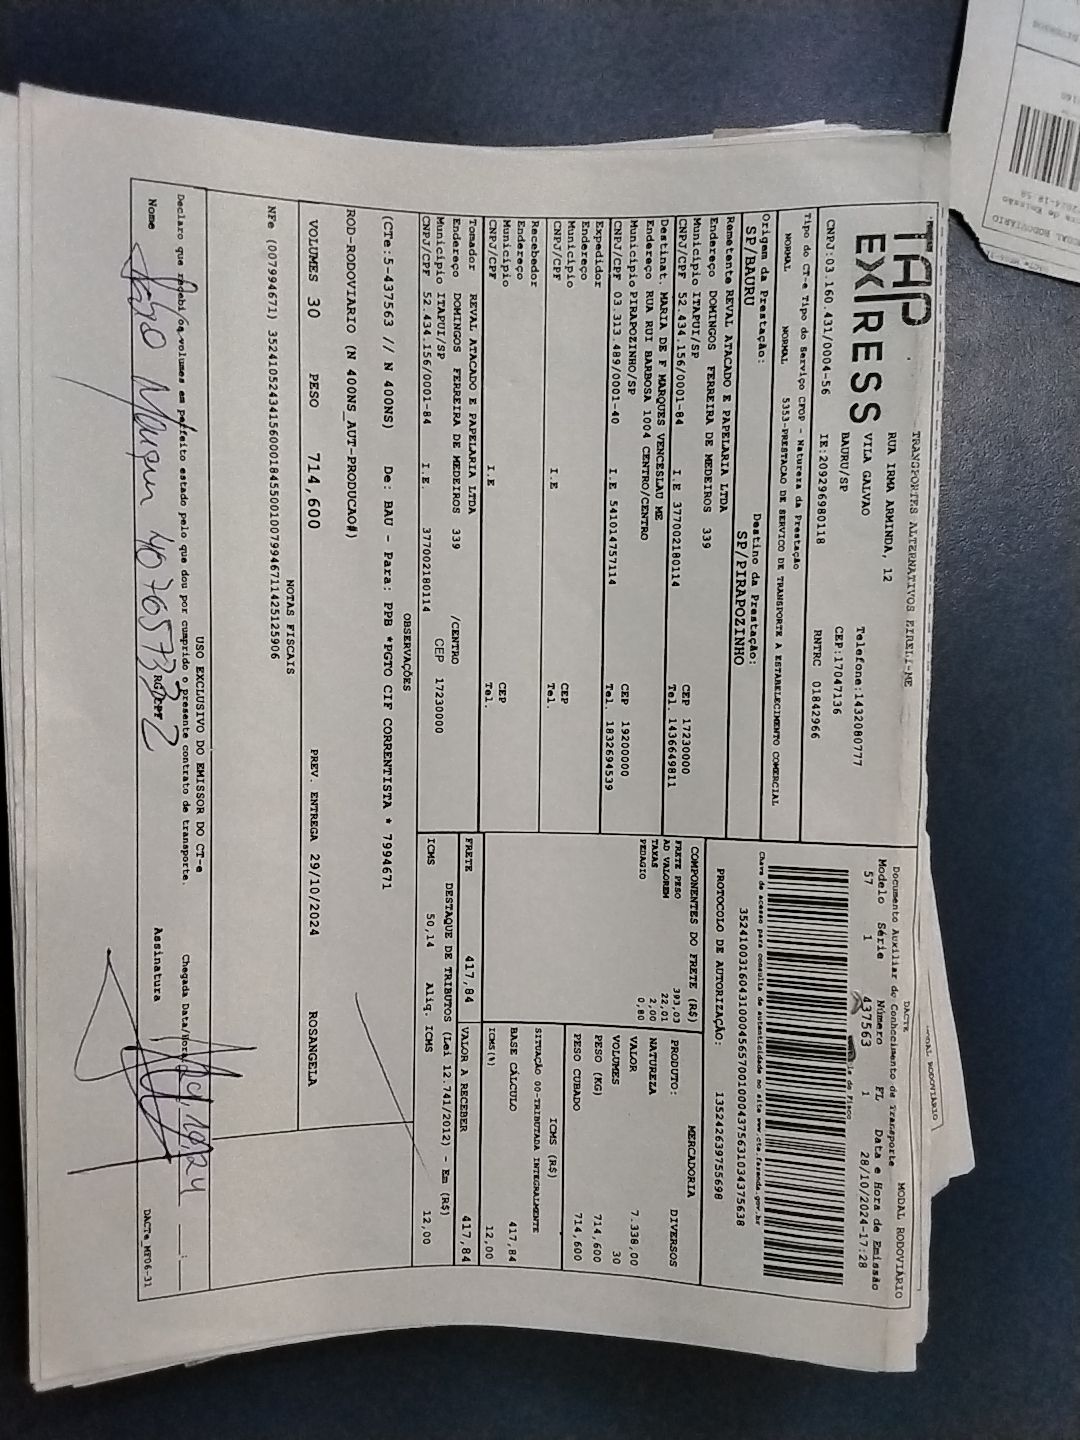 TAP
EXPRESS
TRANSPORTES ALTERNATIVOS EIRELI-ME
RUA IRMA ARMINDA, 12
VILA GALVAO
BAURU/SP
Telefone:1432080777
CEP:17047136
CNPJ:03.160.431/0004-56 IE:209296980118 RNTRC 01842966
DACTE MODAL RODOVIÁRIO
Documento Auxiliar de Conhecimento de Transporte
Modelo Série Número FL Data e Hora de Emissão
57 1 437563 1 28/10/2024-17:28
Tipo do CT-e Tipo do Serviço CFOP - Natureza da Prestação
NORMAL NORMAL 5353-PRESTACAO DE SERVICO DE TRANSPORTE A ESTABELECIMENTO COMERCIAL
Chave de acesso para consulta de autenticidade no site www.cte.fazenda.gov.br
35241003160431000456570010004375631034375638
Origem da Prestação: Destino da Prestação:
SP/BAURU SP/PIRAPOZINHO
PROTOCOLO DE AUTORIZAÇÃO: 135242639755698
Remetente REVAL ATACADO E PAPELARIA LTDA
Endereço DOMINGOS FERREIRA DE MEDEIROS 339
Município ITAPUI/SP CEP 17230000
CNPJ/CPF 52.434.156/0001-84 I.E 377002180114 Tel. 1436649811
Destinat. MARIA DE F MARQUES VENCESLAU ME
Endereço RUA RUI BARBOSA 1004 CENTRO/CENTRO
Município PIRAPOZINHO/SP CEP 19200000
CNPJ/CPF 03.313.489/0001-40 I.E 541014757114 Tel. 1832694539
Expedidor
Endereço
Município CEP
CNPJ/CPF I.E Tel.
Recebedor
Endereço
Município CEP
CNPJ/CPF I.E Tel.
Tomador REVAL ATACADO E PAPELARIA LTDA
Endereço DOMINGOS FERREIRA DE MEDEIROS 339 /CENTRO
Município ITAPUI/SP CEP 17230000
CNPJ/CPF 52.434.156/0001-84 I.E. 377002180114
COMPONENTES DO FRETE (R$)
FRETE PESO 393,03
AD VALOREM 22,01
TAXAS 2,00
PEDAGIO 0,80
MERCADORIA
PRODUTO: DIVERSOS
NATUREZA
VALOR 7.338,00
VOLUMES 30
PESO (KG) 714,600
PESO CUBADO 714,600
ICMS (R$)
SITUAÇÃO 00-TRIBUTADA INTEGRALMENTE
BASE CÁLCULO 417,84
ICMS(%) 12,00
FRETE 417,84 VALOR A RECEBER 417,84
DESTAQUE DE TRIBUTOS (Lei 12.741/2012) - Em (R$)
ICMS 50,14 Aliq. ICMS 12,00
OBSERVAÇÕES
(CTe:5-437563 // N 400NS) De: BAU - Para: PPB *PGTO CIF CORRENTISTA * 7994671
ROD-RODOVIARIO (N 400NS_AUT-PRODUCAO#)
VOLUMES 30 PESO 714,600 PREV. ENTREGA 29/10/2024 ROSANGELA
NOTAS FISCAIS
NFe (007994671) 35241052434156000184550010079946711425125906
USO EXCLUSIVO DO EMISSOR DO CT-e
Declaro que recebi/os volumes em perfeito estado pelo que dou por cumprido o presente contrato de transporte. Chegada Data/Hora
Nome RG/CPF Assinatura
DACTe_MT06-31
MODAL RODOVIÁRIO